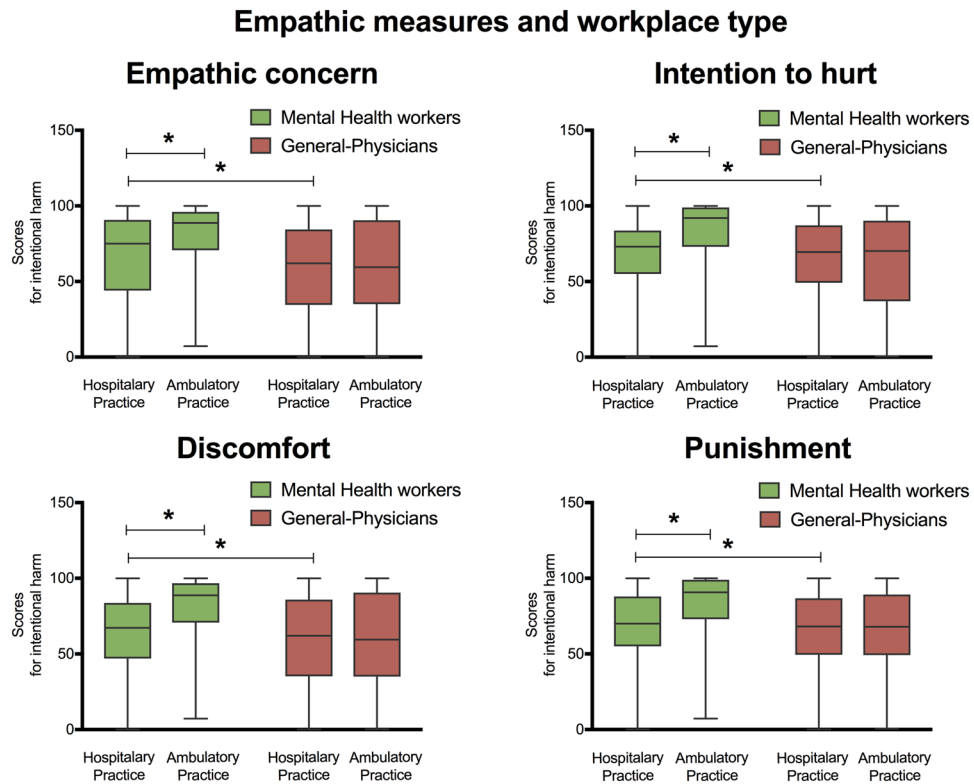 Empathic measures and workplace type
Empathic concern
Mental Health workers
General-Physicians
150
100
50
0
Scores
for intentional harm
*
*
Hospitalary
Practice
Ambulatory
Practice
Hospitalary
Practice
Ambulatory
Practice
Intention to hurt
Mental Health workers
General-Physicians
150
100
50
0
Scores
for intentional harm
*
*
Hospitalary
Practice
Ambulatory
Practice
Hospitalary
Practice
Ambulatory
Practice
Discomfort
Mental Health workers
General-Physicians
150
100
50
0
Scores
for intentional harm
*
*
Hospitalary
Practice
Ambulatory
Practice
Hospitalary
Practice
Ambulatory
Practice
Punishment
Mental Health workers
General-Physicians
150
100
50
0
Scores
for intentional harm
*
*
Hospitalary
Practice
Ambulatory
Practice
Hospitalary
Practice
Ambulatory
Practice